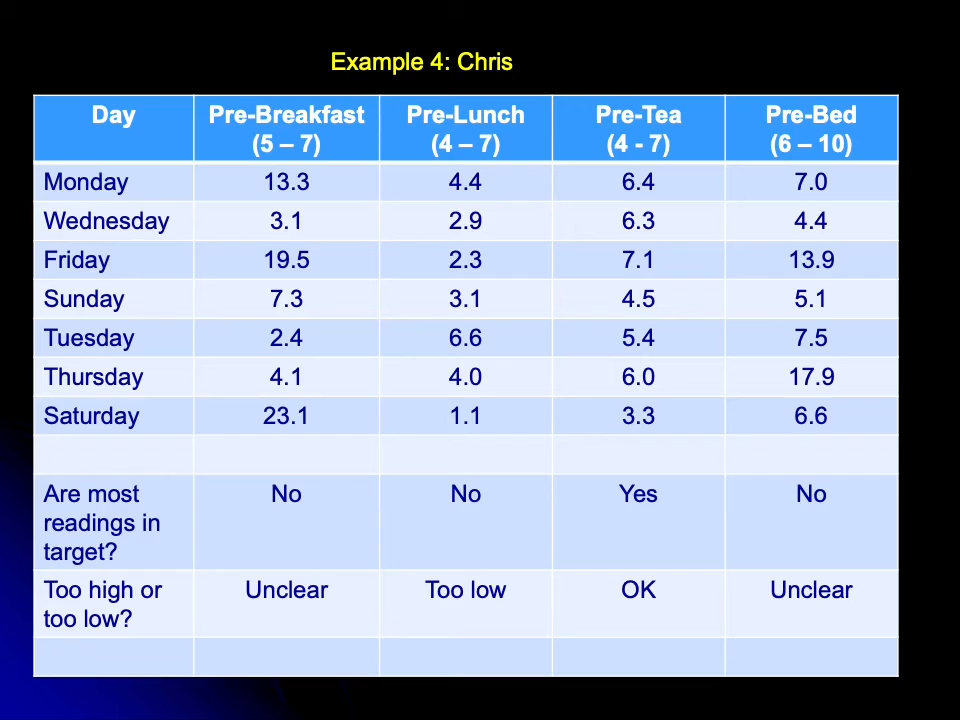 Example 4: Chris
Day Pre-Breakfast Pre-Lunch Pre-Tea Pre-Bed
(5 – 7) (4 – 7) (4 - 7) (6 – 10)
Monday 13.3 4.4 6.4 7.0
Wednesday 3.1 2.9 6.3 4.4
Friday 19.5 2.3 7.1 13.9
Sunday 7.3 3.1 4.5 5.1
Tuesday 2.4 6.6 5.4 7.5
Thursday 4.1 4.0 6.0 17.9
Saturday 23.1 1.1 3.3 6.6
Are most No No Yes No
readings in
target?
Too high or Unclear Too low OK Unclear
too low?